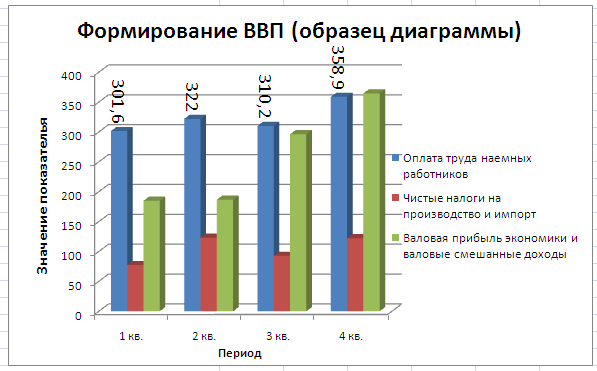 Формирование ВВП (образец диаграммы)
Значение показателья
400
350
300
250
200
150
100
50
0
301,6
322
310,2
358,9
1 кв.
2 кв.
3 кв.
4 кв.
Период
Оплата труда наемных
работников
Чистые налоги на
производство и импорт
Валовая прибыль экономики и
валовые смешанные доходы